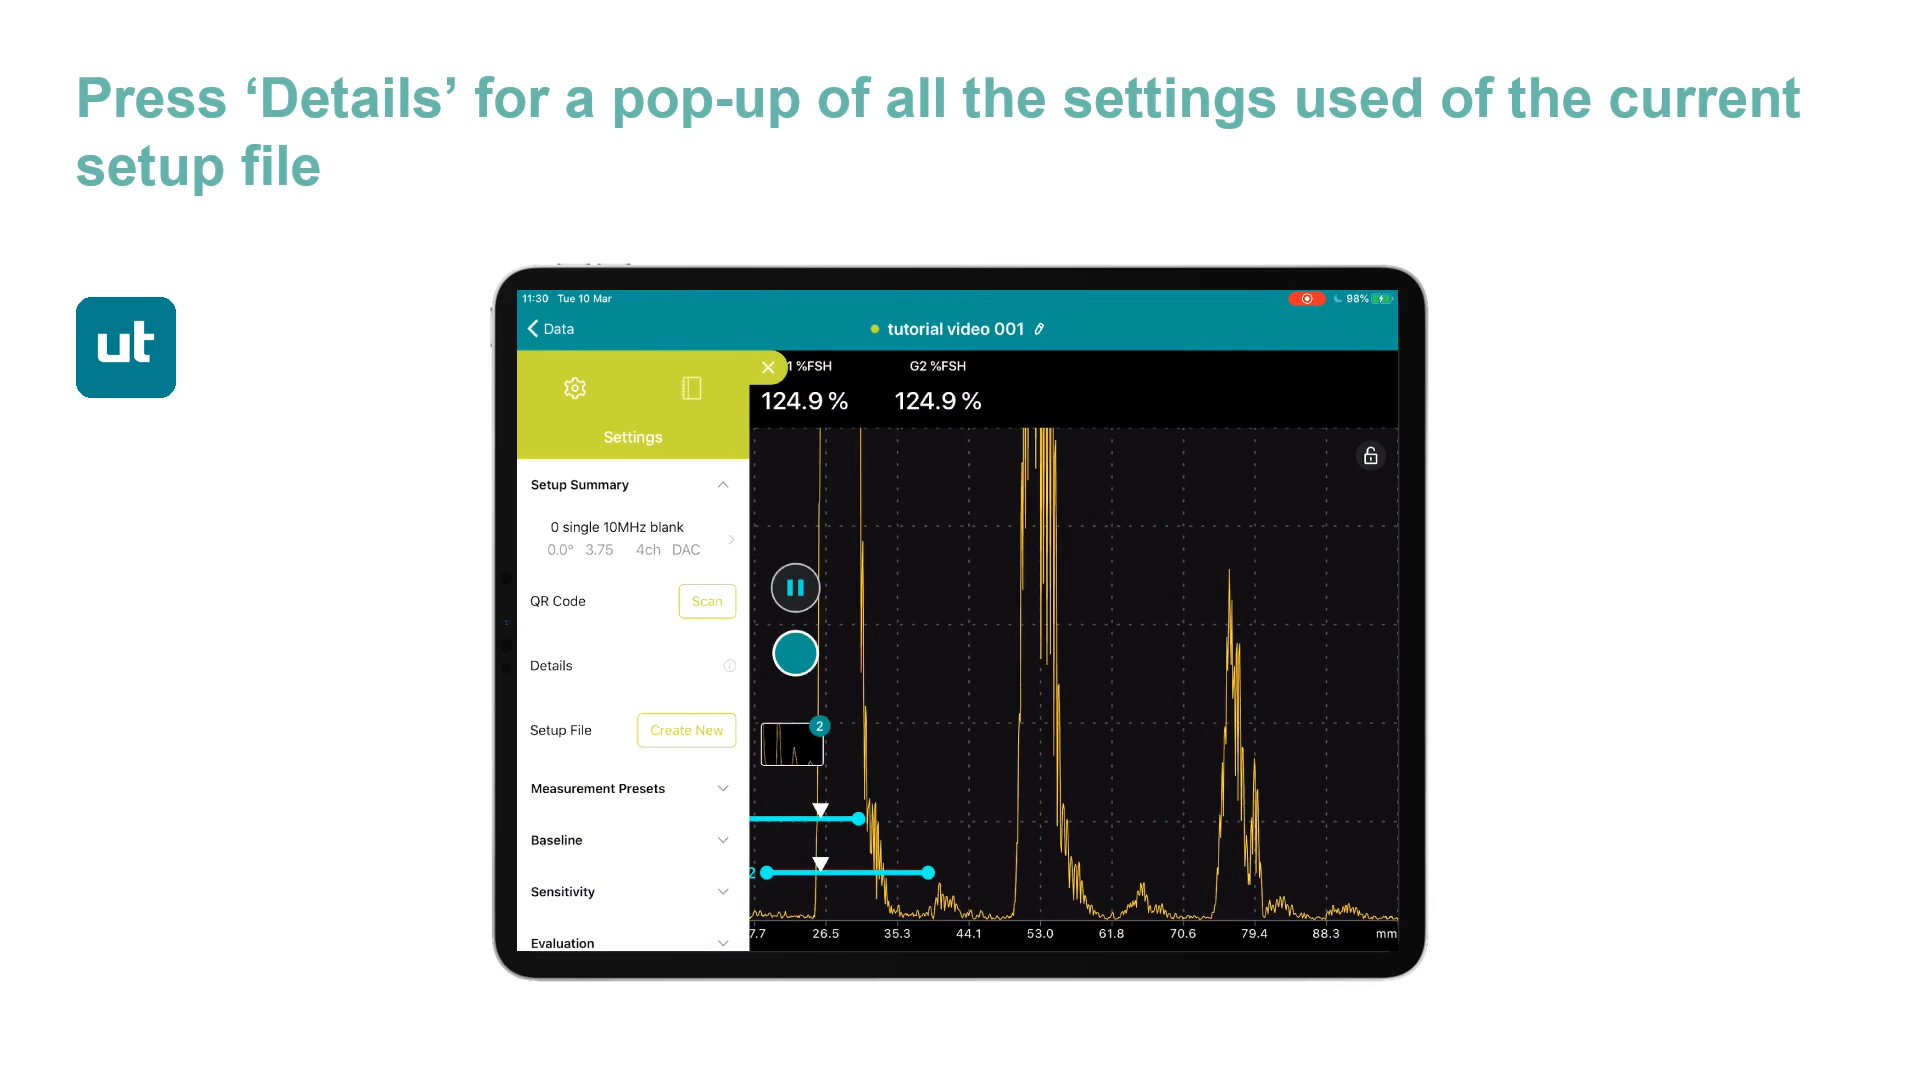 Press ‘Details’ for a pop-up of all the settings used of the current
setup file
ut
11:30 Tue 10 Mar
98%
Data
tutorial video 001
1 %FSH
G2 %FSH
124.9 %
124.9 %
Settings
Setup Summary
0 single 10MHz blank
0.0° 3.75 4ch DAC
QR Code
Scan
Details
Setup File
Create New
2
Measurement Presets
Baseline
2
Sensitivity
Evaluation
7.7 26.5 35.3 44.1 53.0 61.8 70.6 79.4 88.3 mm